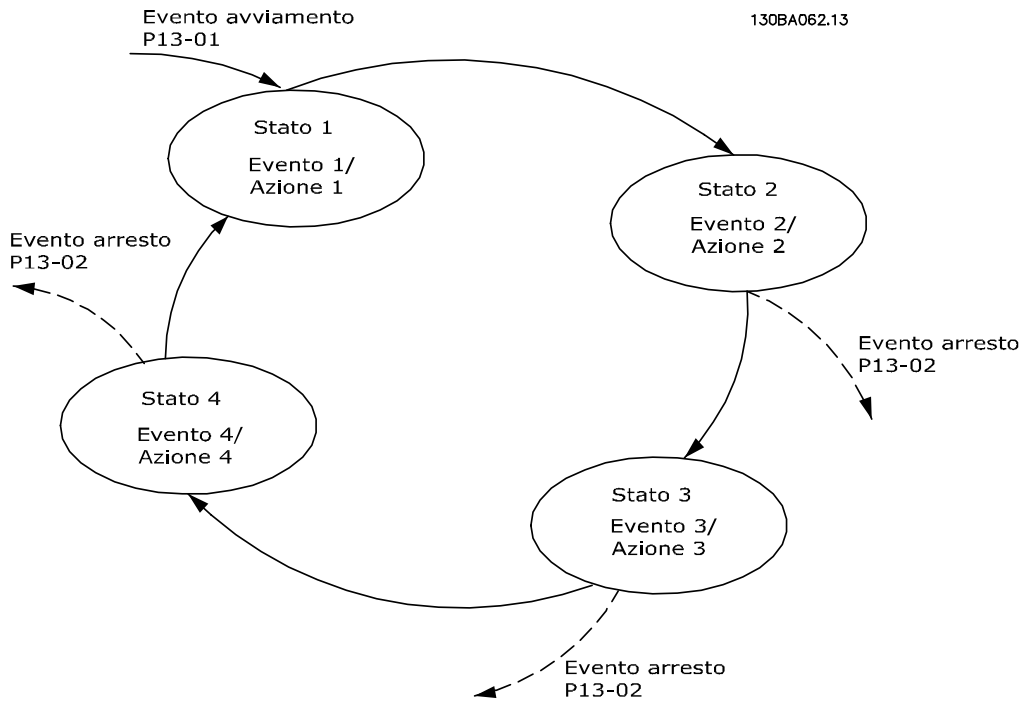 Evento avviamento
P13-01
130BA062.13
Stato 1
Evento 1/
Azione 1
Stato 2
Evento 2/
Azione 2
Evento arresto
P13-02
Evento arresto
P13-02
Stato 4
Evento 4/
Azione 4
Stato 3
Evento 3/
Azione 3
Evento arresto
P13-02